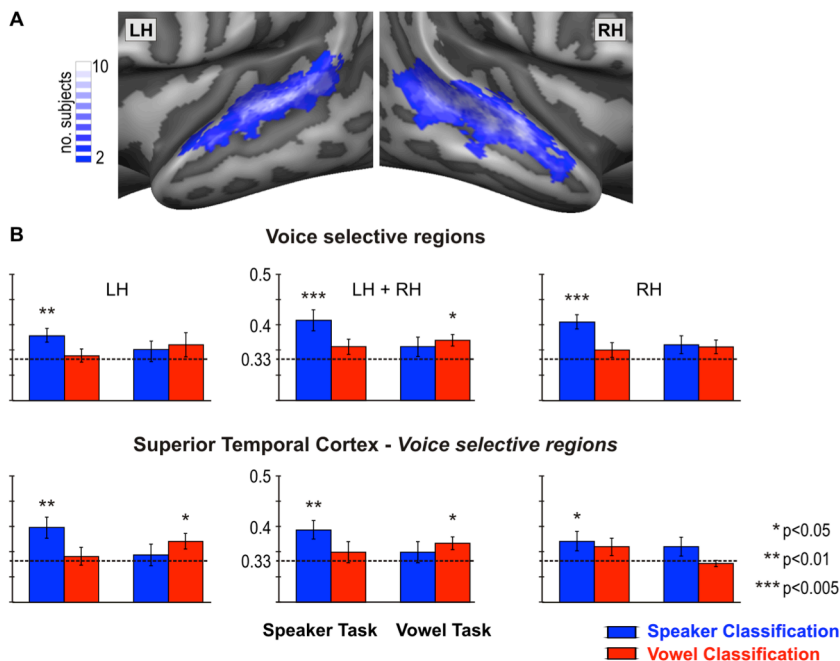 A
LH
RH
10
no. subjects
2
B
Voice selective regions
LH
0.5
LH + RH
RH
**
***
*
***
0.4
0.33
Superior Temporal Cortex - Voice selective regions
0.5
**
*
**
*
*
0.4
0.33
* p<0.05
** p<0.01
*** p<0.005
Speaker Task
Vowel Task
Speaker Classification
Vowel Classification